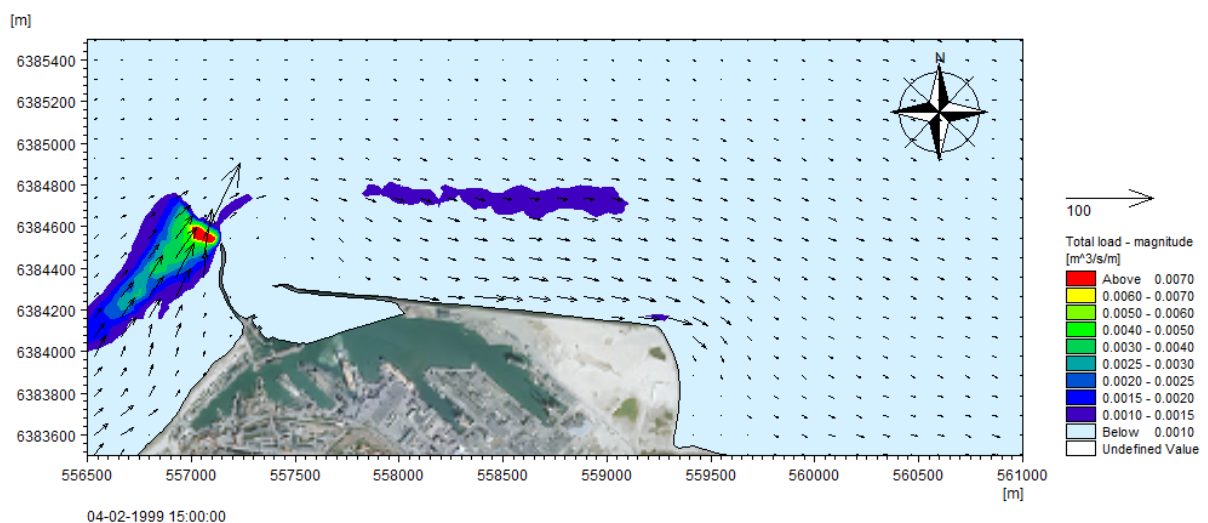 [m]
6385400
6385200
6385000
6384800
6384600
6384400
6384200
6384000
6383800
6383600
556500 557000 557500 558000 558500 559000 559500 560000 560500 561000
[m]
04-02-1999 15:00:00
N
100
Total load - magnitude
[m^3/s/m]
Above 0.0070
0.0060 - 0.0070
0.0050 - 0.0060
0.0040 - 0.0050
0.0030 - 0.0040
0.0025 - 0.0030
0.0020 - 0.0025
0.0015 - 0.0020
0.0010 - 0.0015
Below 0.0010
Undefined Value